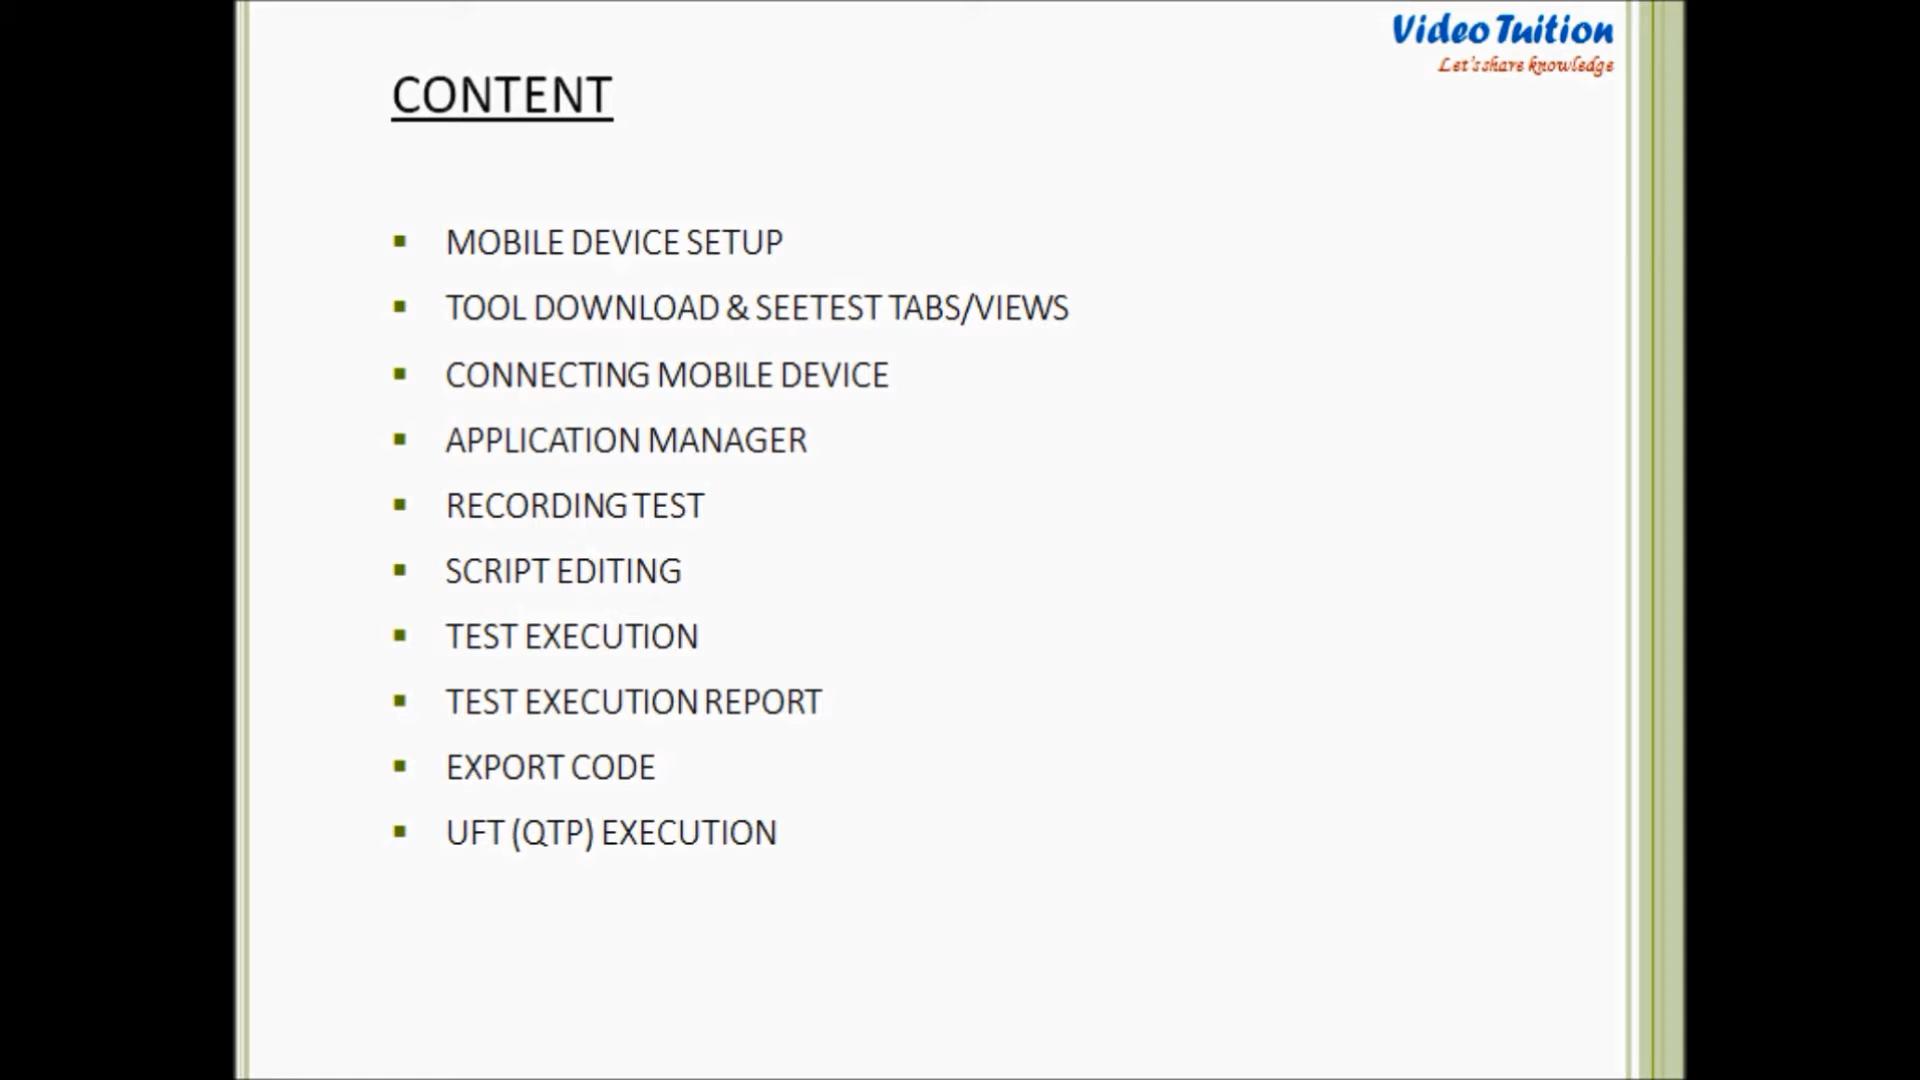 Video Tuition
Let's share knowledge
CONTENT
MOBILE DEVICE SETUP
TOOL DOWNLOAD & SEETEST TABS/VIEWS
CONNECTING MOBILE DEVICE
APPLICATION MANAGER
RECORDING TEST
SCRIPT EDITING
TEST EXECUTION
TEST EXECUTION REPORT
EXPORT CODE
UFT (QTP) EXECUTION